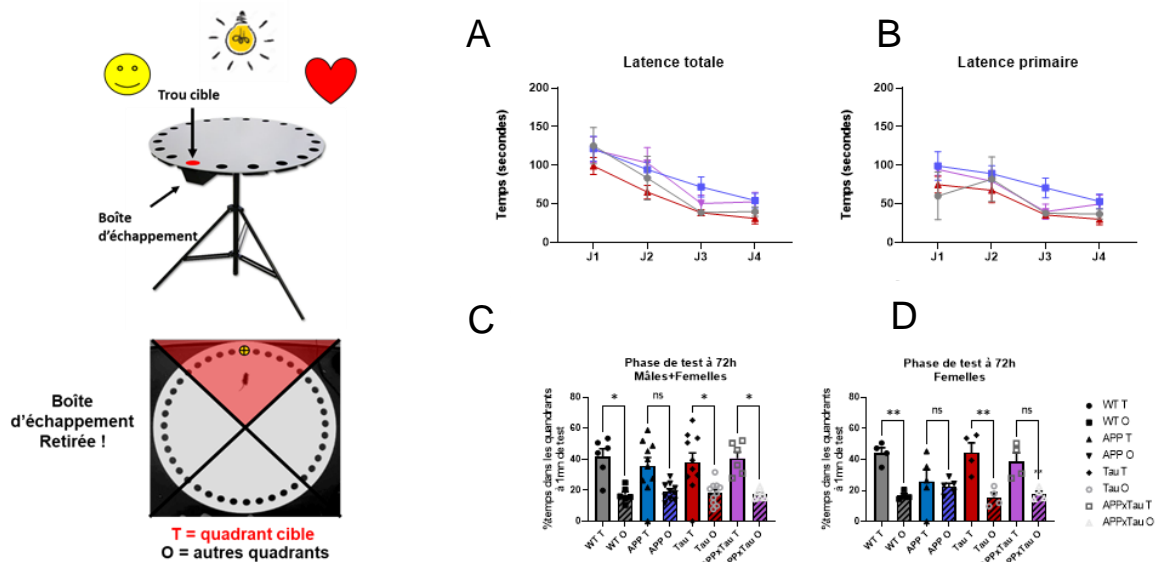 Trou cible
Boîte
d'échappement
Boîte
d'échappement
Retirée !
T = quadrant cible
O = autres quadrants
A
Latence totale
Temps (secondes)
200
150
100
50
0
J1 J2 J3 J4
B
Latence primaire
Temps (secondes)
200
150
100
50
0
J1 J2 J3 J4
C
Phase de test à 72h
Mâles+Femelles
%temps dans les quadrants
à 1mn de test
80
60
40
20
0
* ns * *
WT T
WT O
APP T
APP O
Tau T
Tau O
APPxTau T
APPxTau O
D
Phase de test à 72h
Femelles
%temps dans les quadrants
à 1mn de test
80
60
40
20
0
** ns ** ns
WT T
WT O
APP T
APP O
Tau T
Tau O
APPxTau T
APPxTau O
WT T
WT O
APP T
APP O
Tau T
Tau O
APPxTau T
APPxTau O